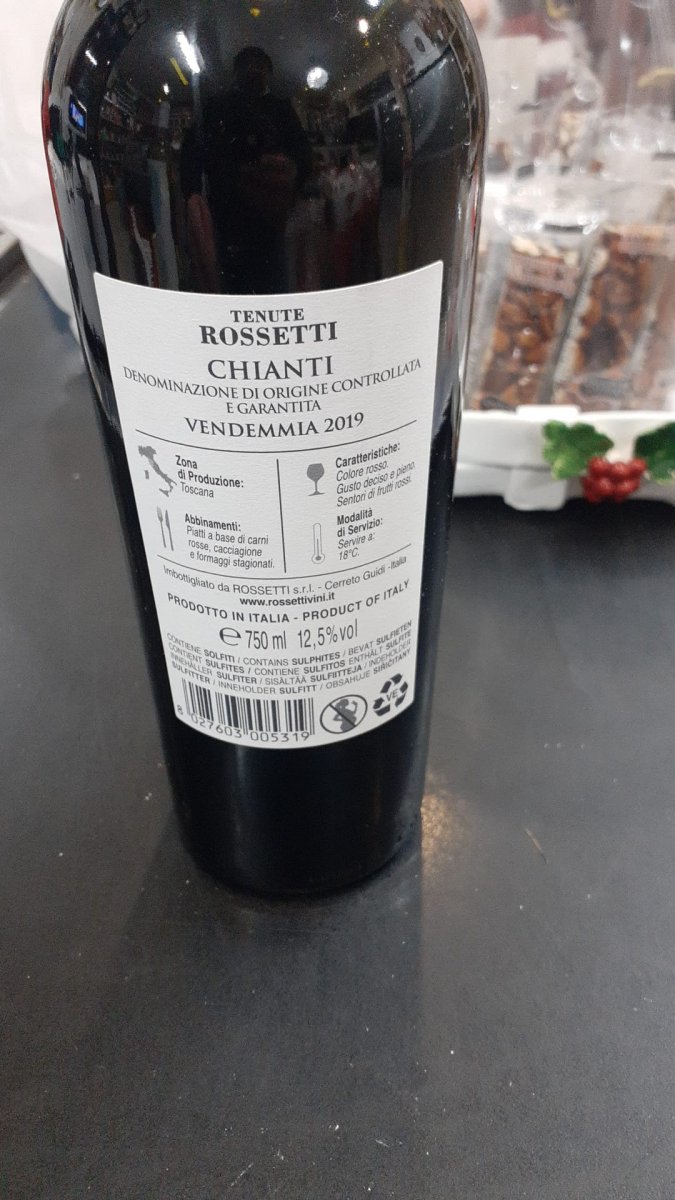 TENUTE
ROSSETTI
CHIANTI
DENOMINAZIONE DI ORIGINE CONTROLLATA
E GARANTITA
VENDEMMIA 2019
Zona
di Produzione:
Toscana
Caratteristiche:
Colore rosso.
Gusto deciso e pieno.
Sentori di frutti rossi.
Abbinamenti:
Piatti a base di carni
rosse, cacciagione
e formaggi stagionati.
Modalità
di Servizio:
Servire a:
18°C.
Imbottigliato da ROSSETTI s.r.l. - Cerreto Guidi -Italia
www.rossettivini.it
PRODOTTO IN ITALIA - PRODUCT OF ITALY
℮ 750 ml 12,5%vol
CONTIENE SOLFITI / CONTAINS SULPHITES / BEVAT SULFIETEN
CONTIENT SULFITES / CONTIENE SULFITOS ENTHÄLT SULFITE
INNEHÅLLER SULFITER / SISÄLTÄÄ SULFIITTEJA / INDEHOLDER
SULFITTER / INNEHOLDER SULFITT / OBSAHUJE SIŘIČITANY
8 027603 005319
VE